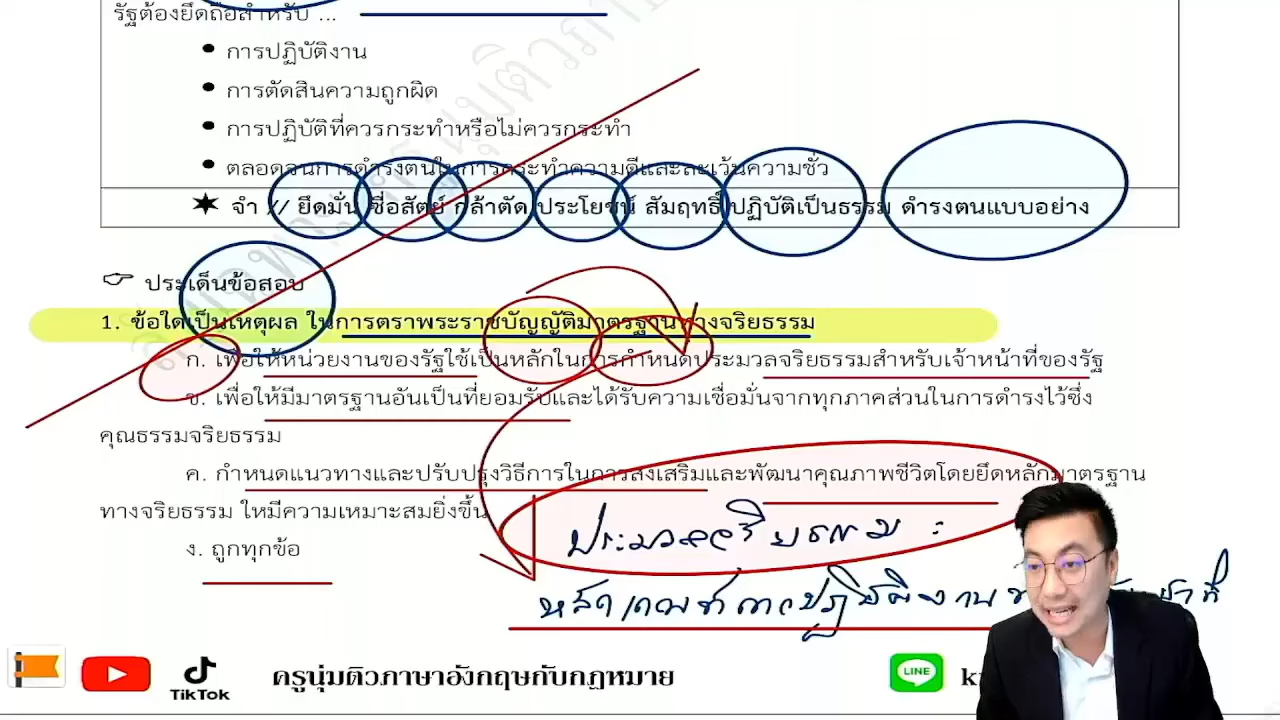 รัฐต้องยึดถือสำหรับ ...
• การปฏิบัติงาน
• การตัดสินความถูกผิด
• การปฏิบัติที่ควรกระทำหรือไม่ควรกระทำ
• ตลอดจนการดำรงตนในการกระทำความดีและละเว้นความชั่ว
★ จำ // ยึดมั่น ซื่อสัตย์ กล้าตัด ประโยชน์ สัมฤทธิ์ ปฏิบัติเป็นธรรม ดำรงตนแบบอย่าง
☞ ประเด็นข้อสอบ
1. ข้อใดเป็นเหตุผล ในการตราพระราชบัญญัติมาตรฐานทางจริยธรรม
ก. เพื่อให้หน่วยงานของรัฐใช้เป็นหลักในการกำหนดประมวลจริยธรรมสำหรับเจ้าหน้าที่ของรัฐ
ข. เพื่อให้มีมาตรฐานอันเป็นที่ยอมรับและได้รับความเชื่อมั่นจากทุกภาคส่วนในการดำรงไว้ซึ่ง
คุณธรรมจริยธรรม
ค. กำหนดแนวทางและปรับปรุงวิธีการในการส่งเสริมและพัฒนาคุณภาพชีวิตโดยยึดหลักมาตรฐาน
ทางจริยธรรม ให้มีความเหมาะสมยิ่งขึ้น
ง. ถูกทุกข้อ
ประมวลจริยธรรม :
หลักเกณฑ์การปฏิบัติงาน
TikTok
ครูนุ่มติวภาษาอังกฤษกับกฎหมาย
LINE